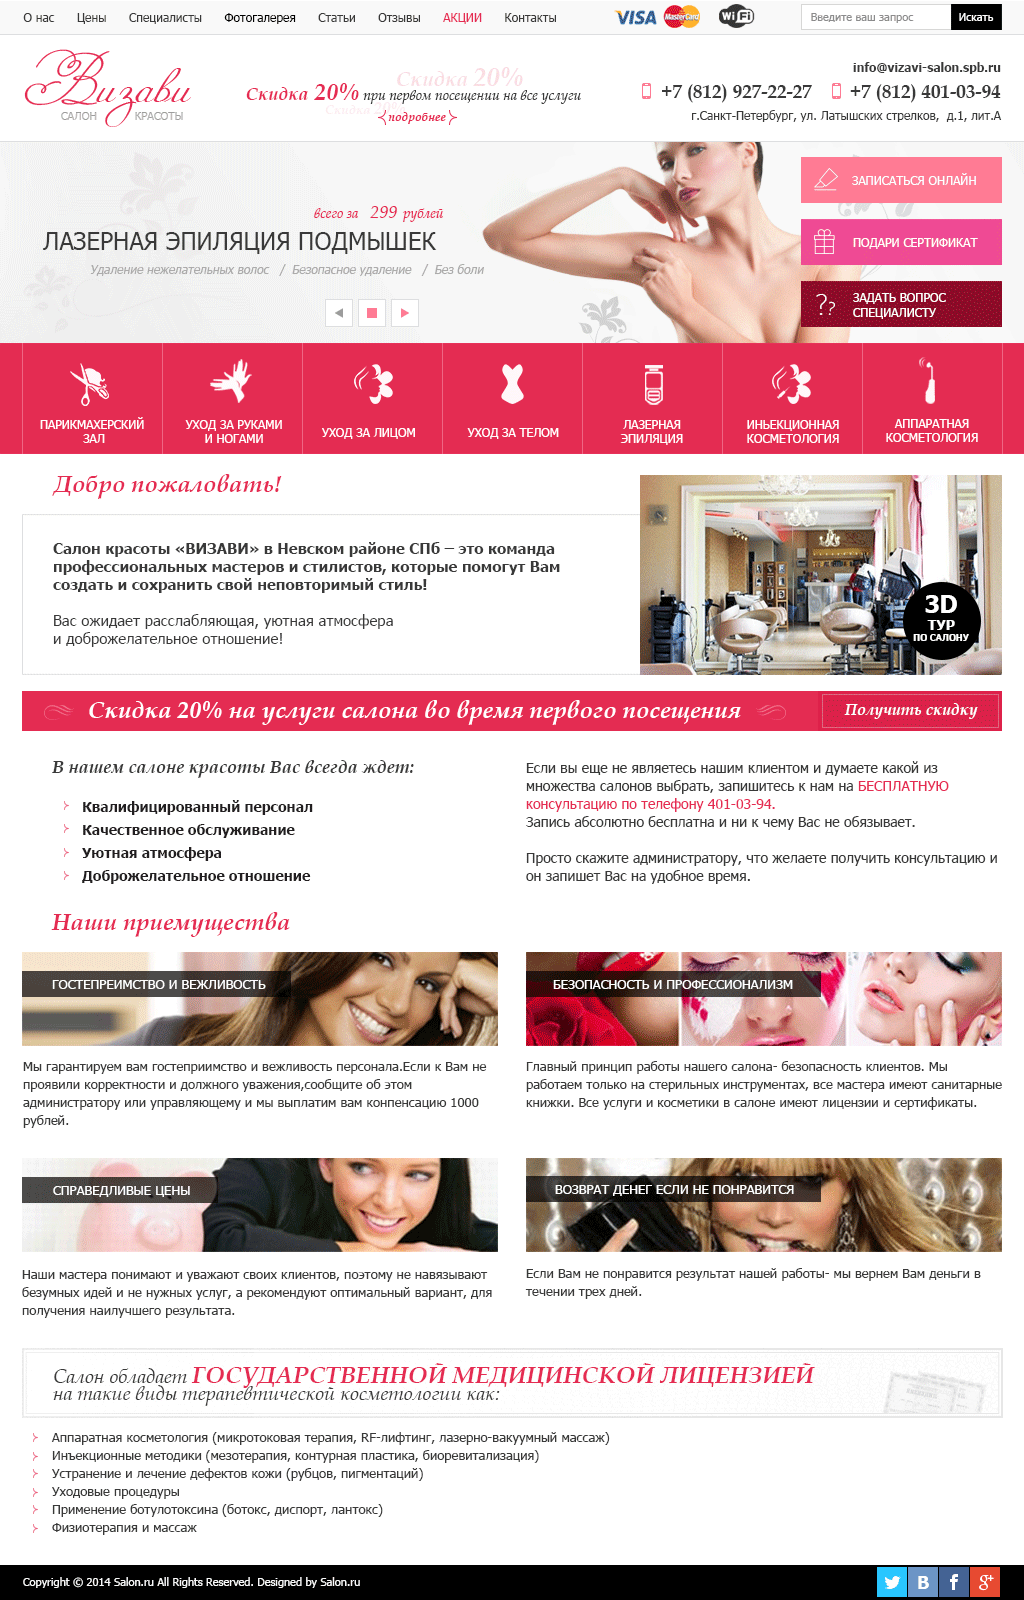 О нас Цены Специалисты Фотогалерея Статьи Отзывы АКЦИИ Контакты VISA MasterCard Wi Fi Введите ваш запрос Искать
Визави
САЛОН КРАСОТЫ
Скидка 20%
Скидка 20% при первом посещении на все услуги
Скидка
подробнее
info@vizavi-salon.spb.ru
+7 (812) 927-22-27 +7 (812) 401-03-94
г.Санкт-Петербург, ул. Латышских стрелков, д.1, лит.А
всего за 299 рублей
ЛАЗЕРНАЯ ЭПИЛЯЦИЯ ПОДМЫШЕК
Удаление нежелательных волос / Безопасное удаление / Без боли
ЗАПИСАТЬСЯ ОНЛАЙН
ПОДАРИ СЕРТИФИКАТ
ЗАДАТЬ ВОПРОС
СПЕЦИАЛИСТУ
ПАРИКМАХЕРСКИЙ
ЗАЛ
УХОД ЗА РУКАМИ
И НОГАМИ
УХОД ЗА ЛИЦОМ
УХОД ЗА ТЕЛОМ
ЛАЗЕРНАЯ
ЭПИЛЯЦИЯ
ИНЬЕКЦИОННАЯ
КОСМЕТОЛОГИЯ
АППАРАТНАЯ
КОСМЕТОЛОГИЯ
Добро пожаловать!
Салон красоты «ВИЗАВИ» в Невском районе СПб – это команда
профессиональных мастеров и стилистов, которые помогут Вам
создать и сохранить свой неповторимый стиль!
Вас ожидает расслабляющая, уютная атмосфера
и доброжелательное отношение!
3D
ТУР
ПО САЛОНУ
Скидка 20% на услуги салона во время первого посещения
Получить скидку
В нашем салоне красоты Вас всегда ждет:
Квалифицированный персонал
Качественное обслуживание
Уютная атмосфера
Доброжелательное отношение
Если вы еще не являетесь нашим клиентом и думаете какой из
множества салонов выбрать, запишитесь к нам на БЕСПЛАТНУЮ
консультацию по телефону 401-03-94.
Запись абсолютно бесплатна и ни к чему Вас не обязывает.
Просто скажите администратору, что желаете получить консультацию и
он запишет Вас на удобное время.
Наши приемущества
ГОСТЕПРЕИМСТВО И ВЕЖЛИВОСТЬ
Мы гарантируем вам гостеприимство и вежливость персонала.Если к Вам не
проявили корректности и должного уважения,сообщите об этом
администратору или управляющему и мы выплатим вам конпенсацию 1000
рублей.
БЕЗОПАСНОСТЬ И ПРОФЕССИОНАЛИЗМ
Главный принцип работы нашего салона- безопасность клиентов. Мы
работаем только на стерильных инструментах, все мастера имеют санитарные
книжки. Все услуги и косметики в салоне имеют лицензии и сертификаты.
СПРАВЕДЛИВЫЕ ЦЕНЫ
Наши мастера понимают и уважают своих клиентов, поэтому не навязывают
безумных идей и не нужных услуг, а рекомендуют оптимальный вариант, для
получения наилучшего результата.
ВОЗВРАТ ДЕНЕГ ЕСЛИ НЕ ПОНРАВИТСЯ
Если Вам не понравится результат нашей работы- мы вернем Вам деньги в
течении трех дней.
Салон обладает ГОСУДАРСТВЕННОЙ МЕДИЦИНСКОЙ ЛИЦЕНЗИЕЙ
на такие виды терапевтической косметологии как:
Аппаратная косметология (микротоковая терапия, RF-лифтинг, лазерно-вакуумный массаж)
Инъекционные методики (мезотерапия, контурная пластика, биоревитализация)
Устранение и лечение дефектов кожи (рубцов, пигментаций)
Уходовые процедуры
Применение ботулотоксина (ботокс, диспорт, лантокс)
Физиотерапия и массаж
Copyright © 2014 Salon.ru All Rights Reserved. Designed by Salon.ru